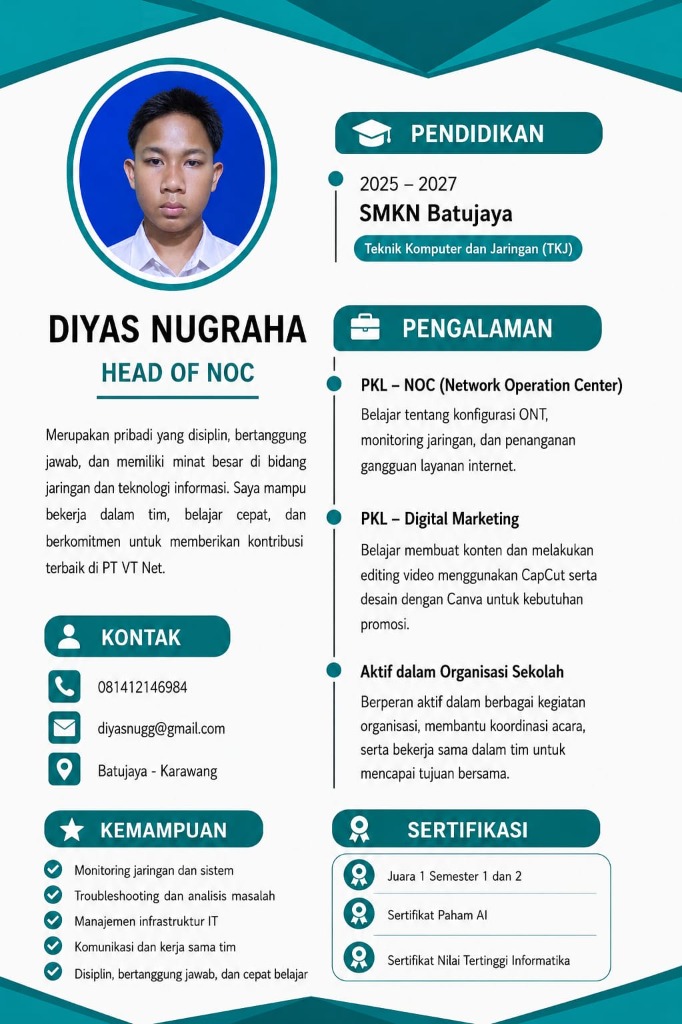 DIYAS NUGRAHA
HEAD OF NOC
Merupakan pribadi yang disiplin, bertanggung
jawab, dan memiliki minat besar di bidang
jaringan dan teknologi informasi. Saya mampu
bekerja dalam tim, belajar cepat, dan
berkomitmen untuk memberikan kontribusi
terbaik di PT VT Net.
KONTAK
081412146984
diyasnugg@gmail.com
Batujaya - Karawang
KEMAMPUAN
Monitoring jaringan dan sistem
Troubleshooting dan analisis masalah
Manajemen infrastruktur IT
Komunikasi dan kerja sama tim
Disiplin, bertanggung jawab, dan cepat belajar
PENDIDIKAN
2025 – 2027
SMKN Batujaya
Teknik Komputer dan Jaringan (TKJ)
PENGALAMAN
PKL – NOC (Network Operation Center)
Belajar tentang konfigurasi ONT,
monitoring jaringan, dan penanganan
gangguan layanan internet.
PKL – Digital Marketing
Belajar membuat konten dan melakukan
editing video menggunakan CapCut serta
desain dengan Canva untuk kebutuhan
promosi.
Aktif dalam Organisasi Sekolah
Berperan aktif dalam berbagai kegiatan
organisasi, membantu koordinasi acara,
serta bekerja sama dalam tim untuk
mencapai tujuan bersama.
SERTIFIKASI
Juara 1 Semester 1 dan 2
Sertifikat Paham AI
Sertifikat Nilai Tertinggi Informatika